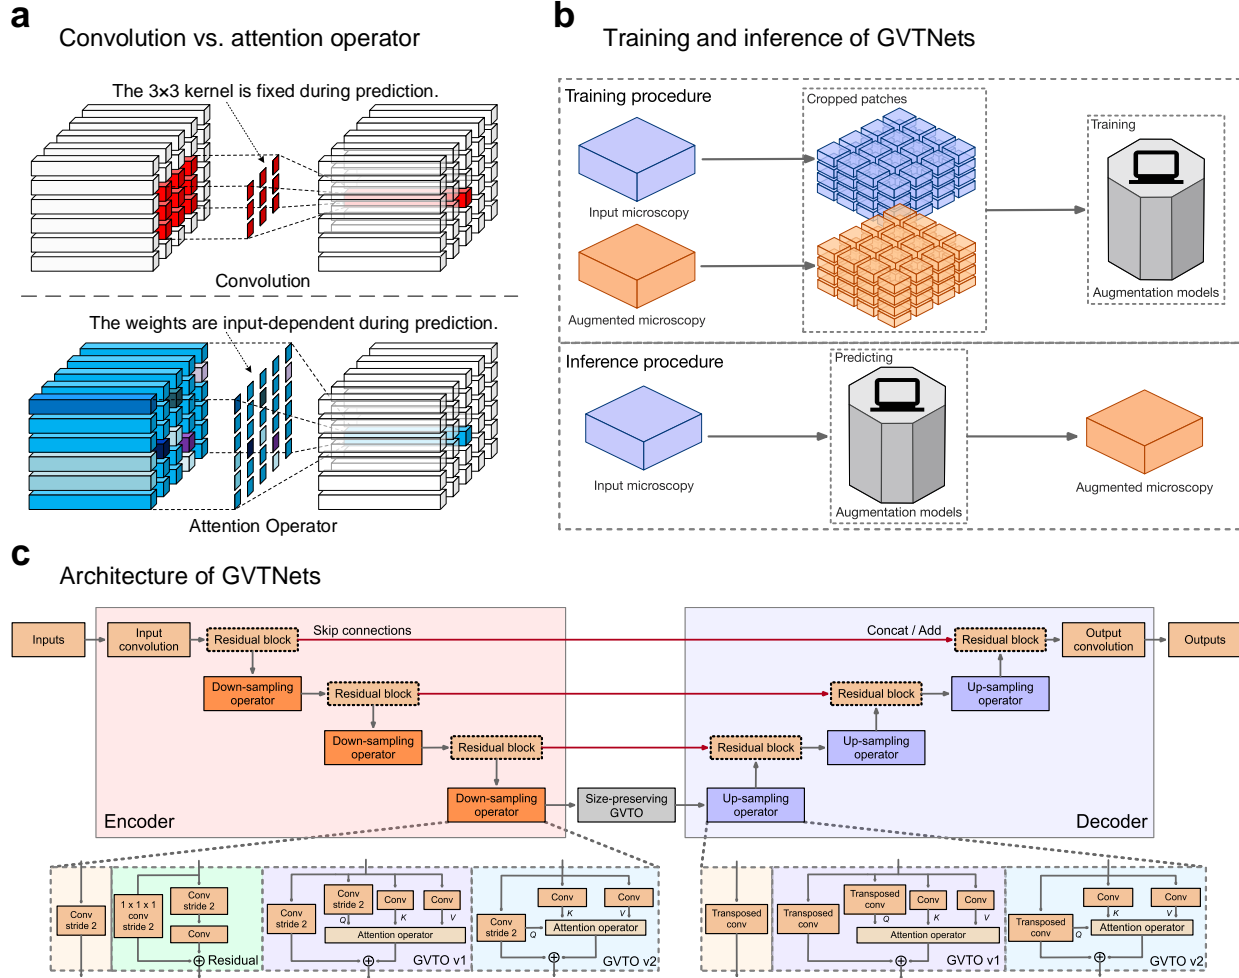 a
Convolution vs. attention operator
The 3×3 kernel is fixed during prediction.
Convolution
The weights are input-dependent during prediction.
Attention Operator
b
Training and inference of GVTNets
Training procedure
Cropped patches
Training
Input microscopy
Augmented microscopy
Augmentation models
Inference procedure
Predicting
Input microscopy
Augmentation models
Augmented microscopy
c
Architecture of GVTNets
Inputs
Input
convolution
Residual block
Skip connections
Concat / Add
Residual block
Output
convolution
Outputs
Down-sampling
operator
Residual block
Residual block
Up-sampling
operator
Down-sampling
operator
Residual block
Residual block
Up-sampling
operator
Down-sampling
operator
Size-preserving
GVTO
Up-sampling
operator
Encoder
Decoder
Conv
stride 2
1 x 1 x 1
conv
stride 2
Conv
stride 2
Conv
Residual
Conv
stride 2
Conv
stride 2
Conv
Conv
Q
K
V
Attention operator
GVTO v1
Conv
stride 2
Conv
Conv
K
V
Q
Attention operator
GVTO v2
Transposed
conv
Transposed
conv
Transposed
conv
Conv
Conv
Q
K
V
Attention operator
GVTO v1
Transposed
conv
Conv
Conv
K
V
Q
Attention operator
GVTO v2